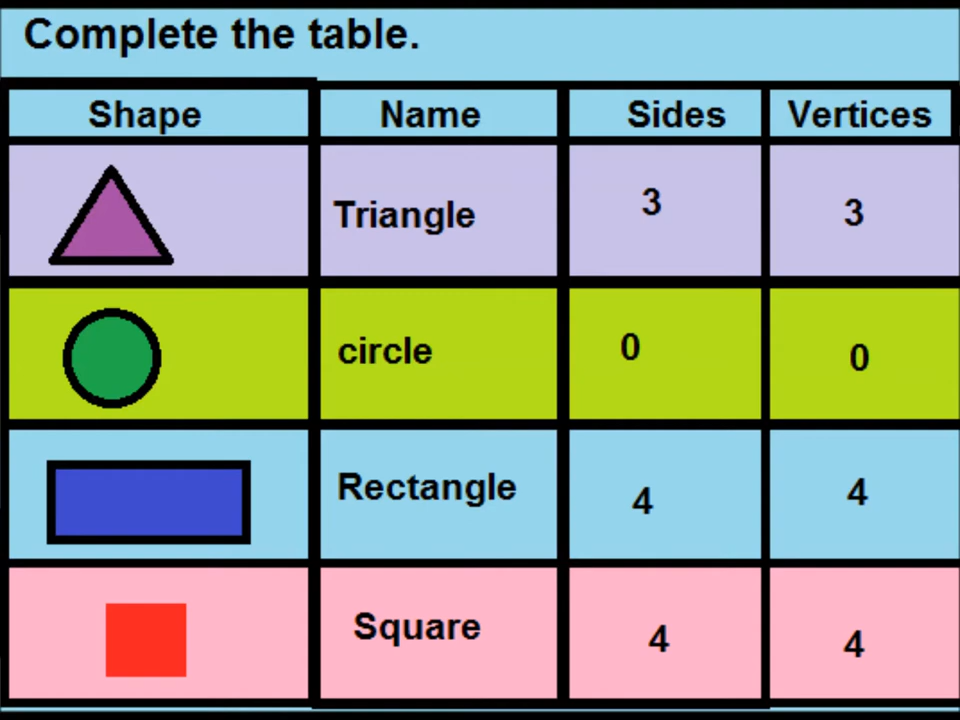 Complete the table.
Shape Name Sides Vertices
Triangle 3 3
circle 0 0
Rectangle 4 4
Square 4 4